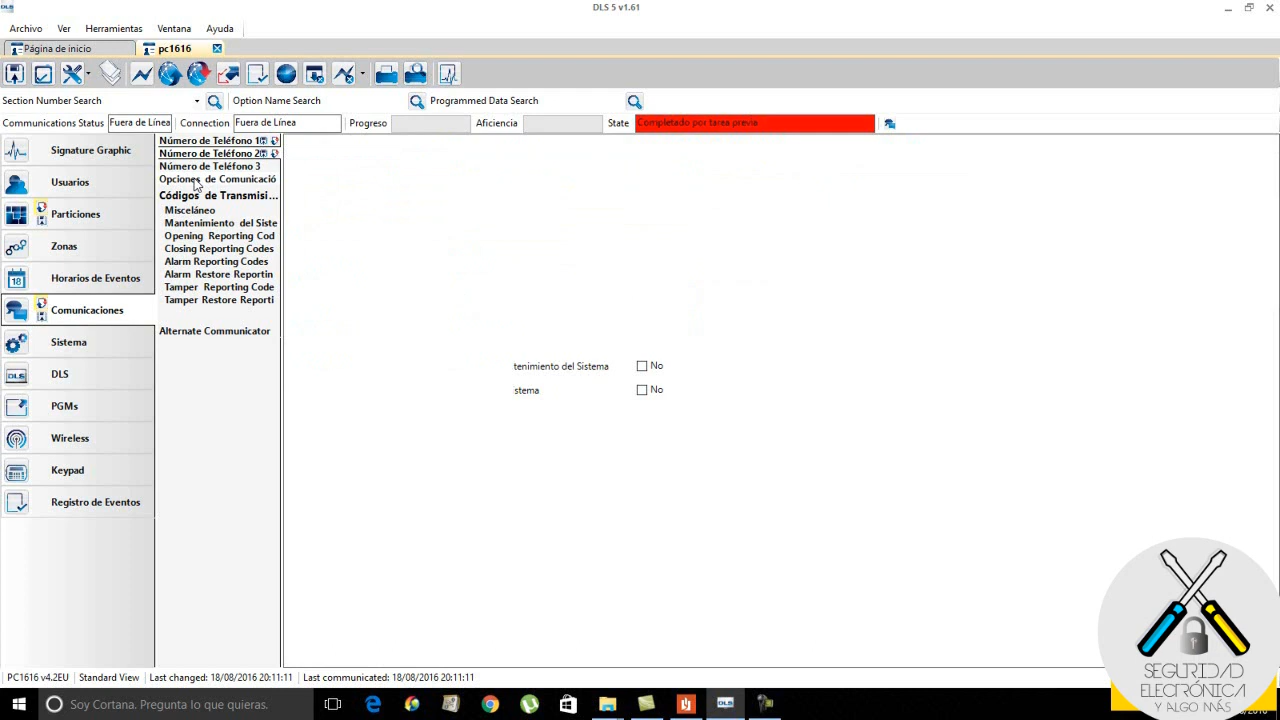 DLS
DLS 5 v1.61
Archivo Ver Herramientas Ventana Ayuda
Página de inicio pc1616
Section Number Search Option Name Search Programmed Data Search
Communications Status Fuera de Línea Connection Fuera de Línea Progreso Aficiencia State Completado por tarea previa
Signature Graphic
Usuarios
Particiones
Zonas
18 Horarios de Eventos
Comunicaciones
Sistema
DLS DLS
PGMs
Wireless
Keypad
Registro de Eventos
Número de Teléfono 1
Número de Teléfono 2
Número de Teléfono 3
Opciones de Comunicació
Códigos de Transmisi...
Misceláneo
Mantenimiento del Siste
Opening Reporting Cod
Closing Reporting Codes
Alarm Reporting Codes
Alarm Restore Reportin
Tamper Reporting Code
Tamper Restore Reporti
Alternate Communicator
tenimiento del Sistema No
stema No
PC1616 v4.2EU Standard View Last changed: 18/08/2016 20:11:11 Last communicated: 18/08/2016 20:11:11
Soy Cortana. Pregunta lo que quieras.
DLS
SEGURIDAD
ELECTRÓNICA
Y ALGO MÁS